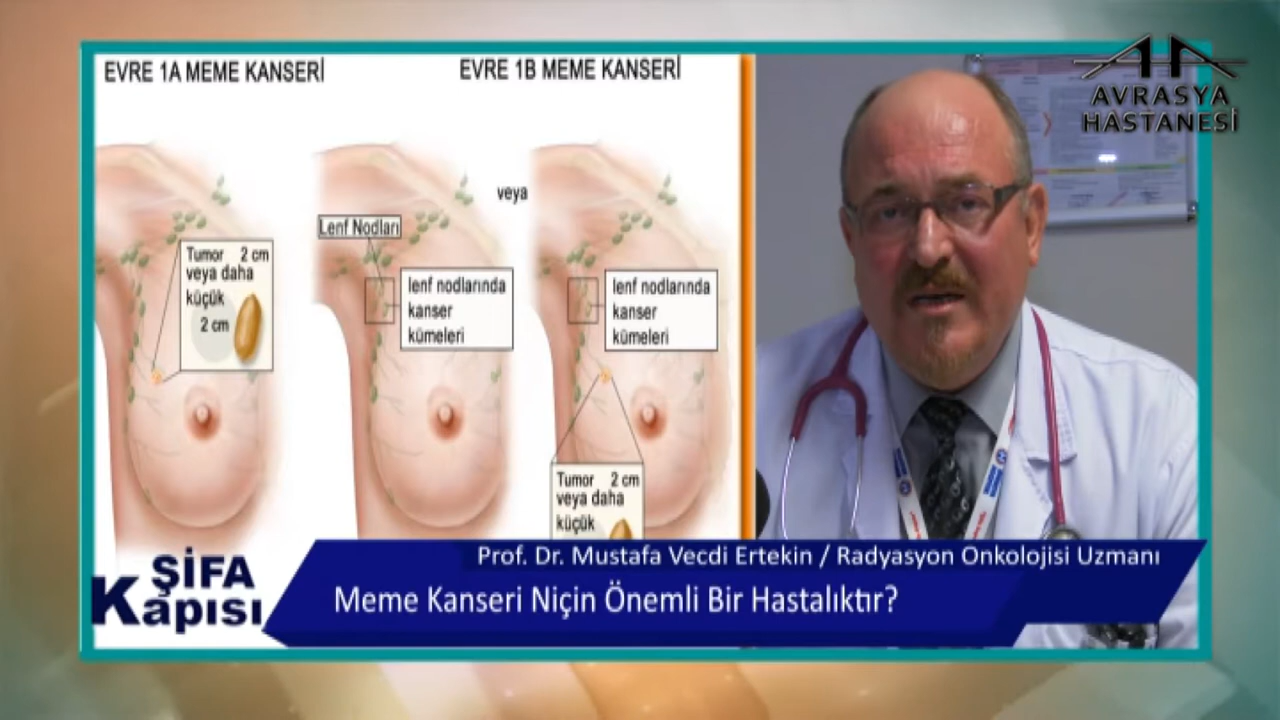 EVRE 1A MEME KANSERİ
EVRE 1B MEME KANSERİ
AVRASYA
HASTANESİ
veya
Lenf Nodları
Tumor 2 cm
veya daha
küçük
2 cm
lenf nodlarında
kanser
kümeleri
lenf nodlarında
kanser
kümeleri
Tumor 2 cm
veya daha
küçük
Prof. Dr. Mustafa Vecdi Ertekin / Radyasyon Onkolojisi Uzmanı
ŞİFA
Kapısı
Meme Kanseri Niçin Önemli Bir Hastalıktır?